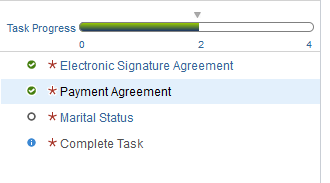 Task Progress
0 2 4
* Electronic Signature Agreement
* Payment Agreement
* Marital Status
* Complete Task